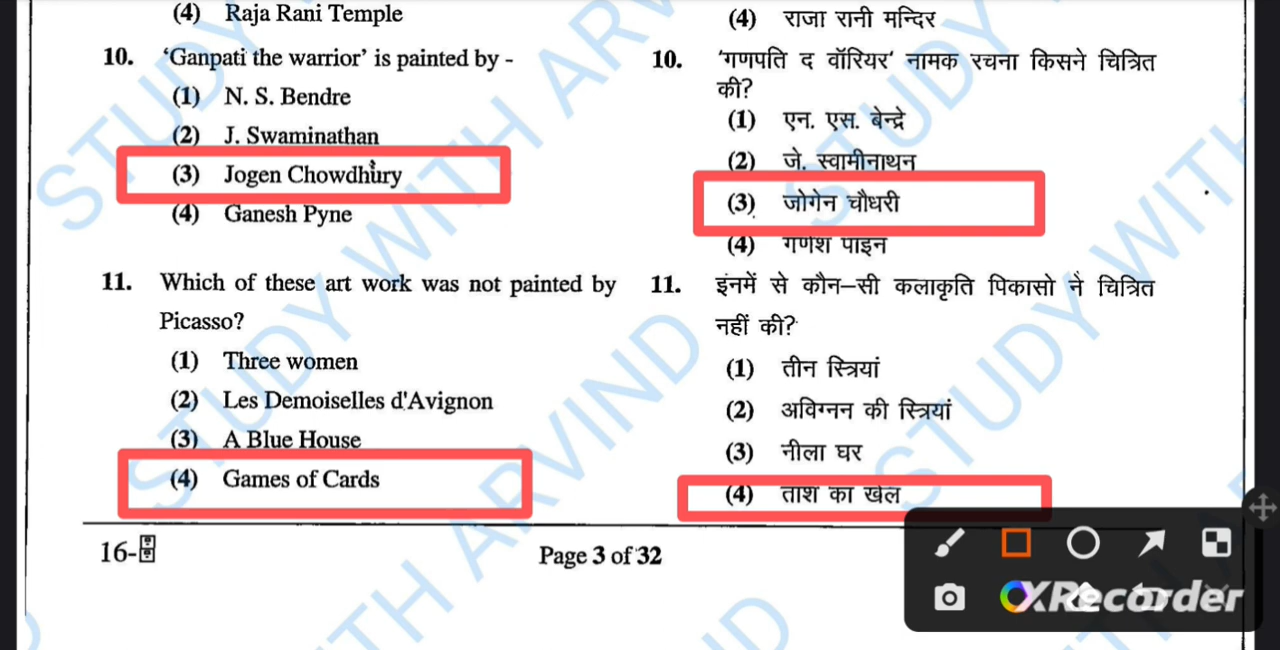 (4) Raja Rani Temple
10. ‘Ganpati the warrior’ is painted by -
(1) N. S. Bendre
(2) J. Swaminathan
(3) Jogen Chowdhury
(4) Ganesh Pyne
11. Which of these art work was not painted by
Picasso?
(1) Three women
(2) Les Demoiselles d'Avignon
(3) A Blue House
(4) Games of Cards
(4) राजा रानी मन्दिर
10. ‘गणपति द वॉरियर’ नामक रचना किसने चित्रित
की?
(1) एन. एस. बेन्द्रे
(2) जे. स्वामीनाथन
(3) जोगेन चौधरी
(4) गणेश पाइन
11. इंनमें से कौन–सी कलाकृति पिकासो ने चित्रित
नहीं की?
(1) तीन स्त्रियां
(2) अविग्नन की स्त्रियां
(3) नीला घर
(4) ताश का खेल
16-
Page 3 of 32
STUDY WITH ARVIND
XRecorder